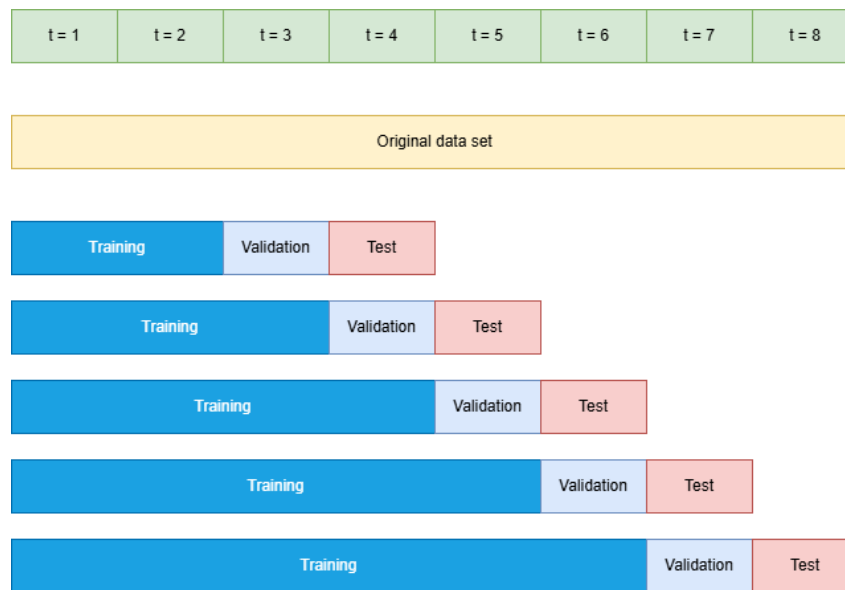 t = 1 t = 2 t = 3 t = 4 t = 5 t = 6 t = 7 t = 8
Original data set
Training Validation Test
Training Validation Test
Training Validation Test
Training Validation Test
Training Validation Test